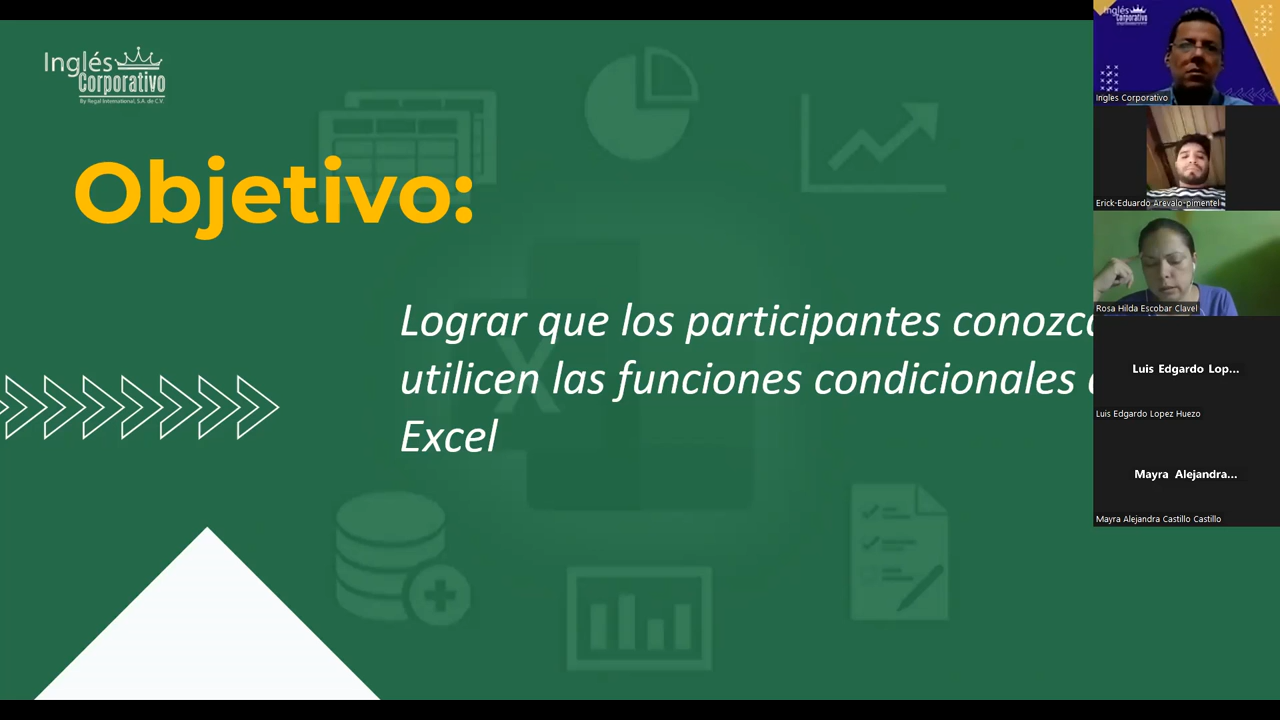 Inglés
Corporativo
By Regal International, S.A. de C.V.
Objetivo:
Lograr que los participantes
utilicen las funciones condicionales
Excel
Inglés
Corporativo
Ingles Corporativo
Erick-Eduardo Arevalo-pimentel
Rosa Hilda Escobar Clavel
Luis Edgardo Lop...
Luis Edgardo Lopez Huezo
Mayra Alejandra...
Mayra Alejandra Castillo Castillo